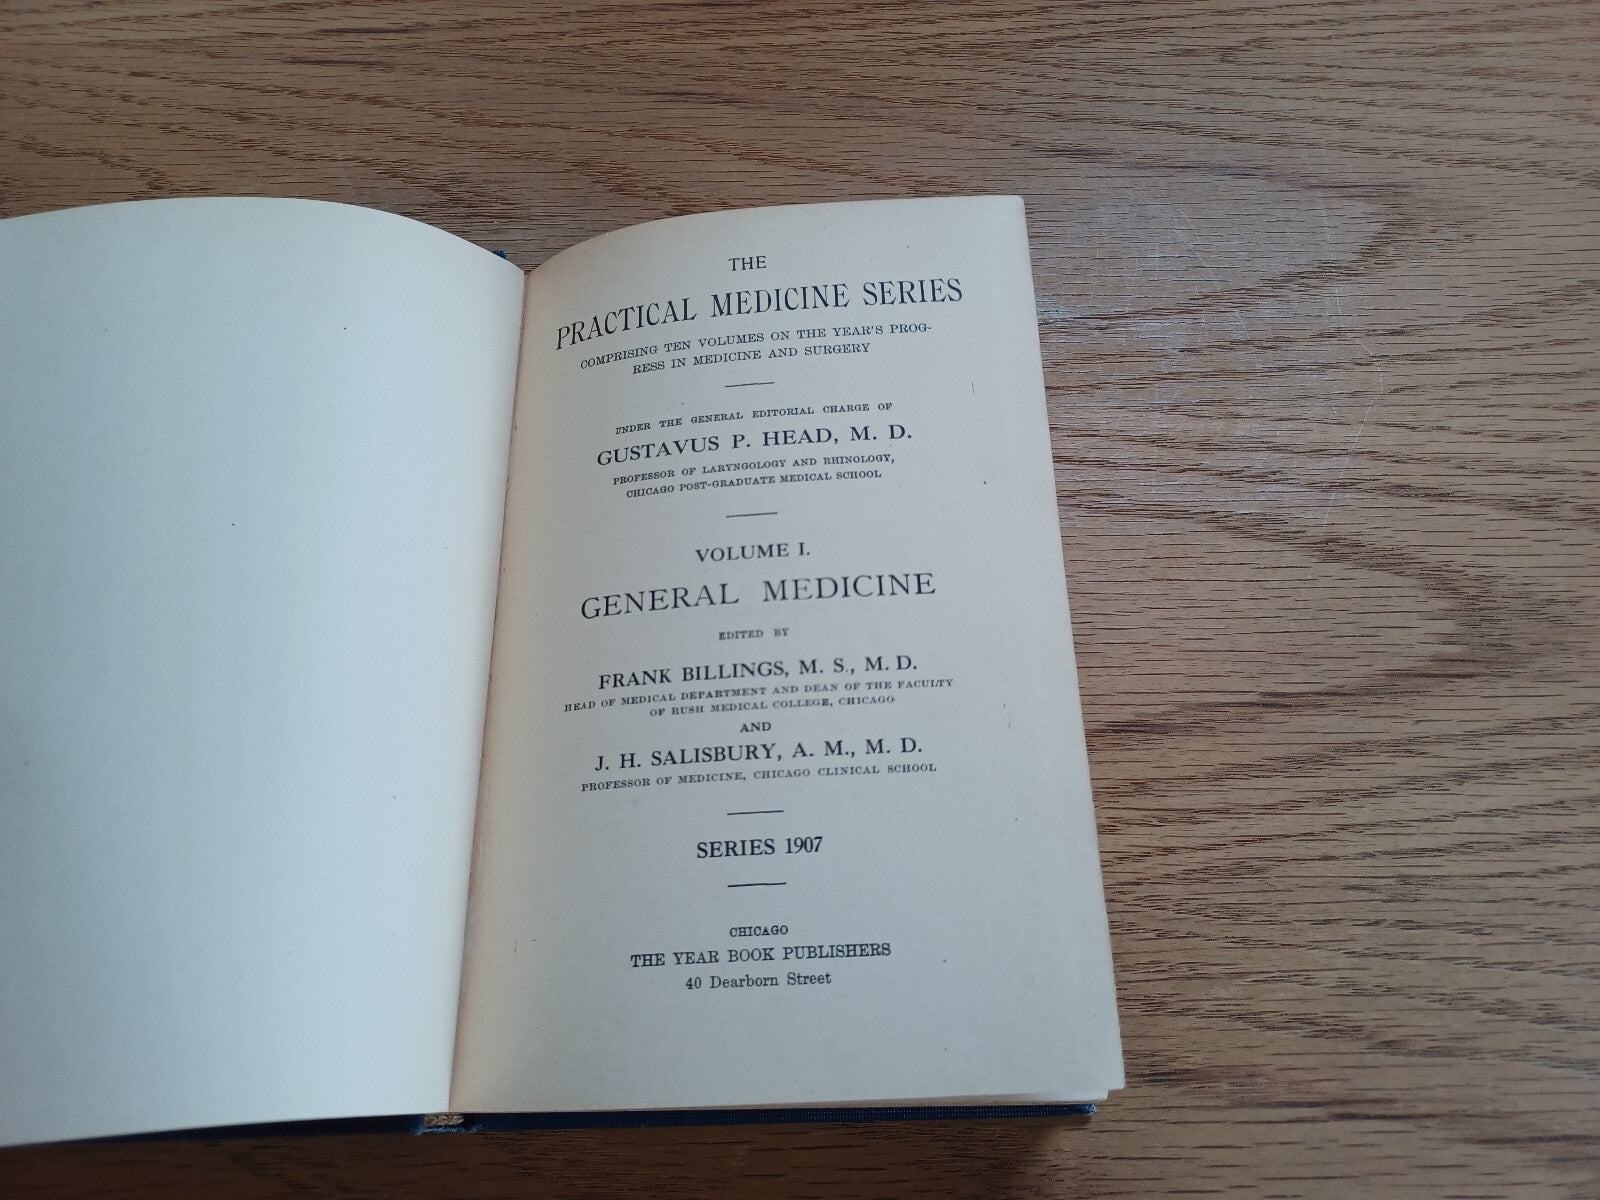 THE
PRACTICAL MEDICINE SERIES
COMPRISING TEN VOLUMES ON THE YEAR'S PROG-
RESS IN MEDICINE AND SURGERY
UNDER THE GENERAL EDITORIAL CHARGE OF
GUSTAVUS P. HEAD, M. D.
PROFESSOR OF LARYNGOLOGY AND RHINOLOGY,
CHICAGO POST-GRADUATE MEDICAL SCHOOL
VOLUME I.
GENERAL MEDICINE
EDITED BY
FRANK BILLINGS, M. S., M. D.
HEAD OF MEDICAL DEPARTMENT AND DEAN OF THE FACULTY
OF RUSH MEDICAL COLLEGE, CHICAGO
AND
J. H. SALISBURY, A. M., M. D.
PROFESSOR OF MEDICINE, CHICAGO CLINICAL SCHOOL
SERIES 1907
CHICAGO
THE YEAR BOOK PUBLISHERS
40 Dearborn Street